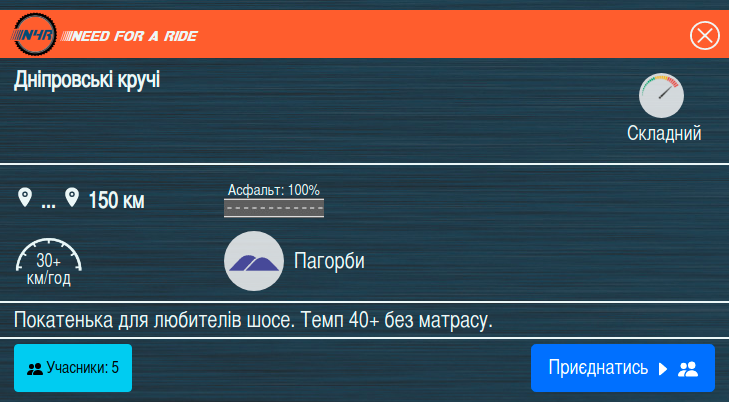 N4R NEED FOR A RIDE
Дніпровські кручі
Складний
... 150 км
Асфальт: 100%
30+
км/год
Пагорби
Покатенька для любителів шосе. Темп 40+ без матрасу.
Учасники: 5
Приєднатись